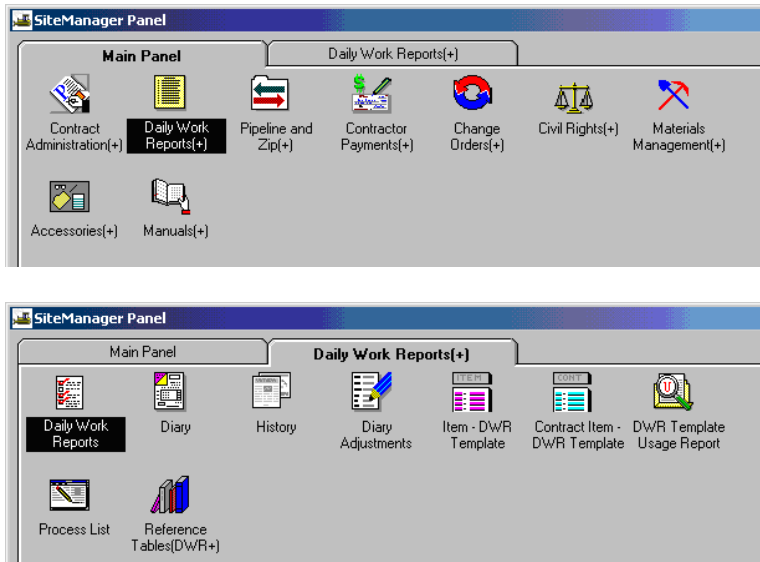 SiteManager Panel
Main Panel
Daily Work Reports(+)
Contract
Administration(+)
Daily Work
Reports(+)
Pipeline and
Zip(+)
Contractor
Payments(+)
Change
Orders(+)
Civil Rights(+)
Materials
Management(+)
Accessories(+)
Manuals(+)
SiteManager Panel
Main Panel
Daily Work Reports(+)
Daily Work
Reports
Diary
History
Diary
Adjustments
ITEM
Item - DWR
Template
CONT
Contract Item -
DWR Template
U
DWR Template
Usage Report
Process List
Reference
Tables(DWR+)